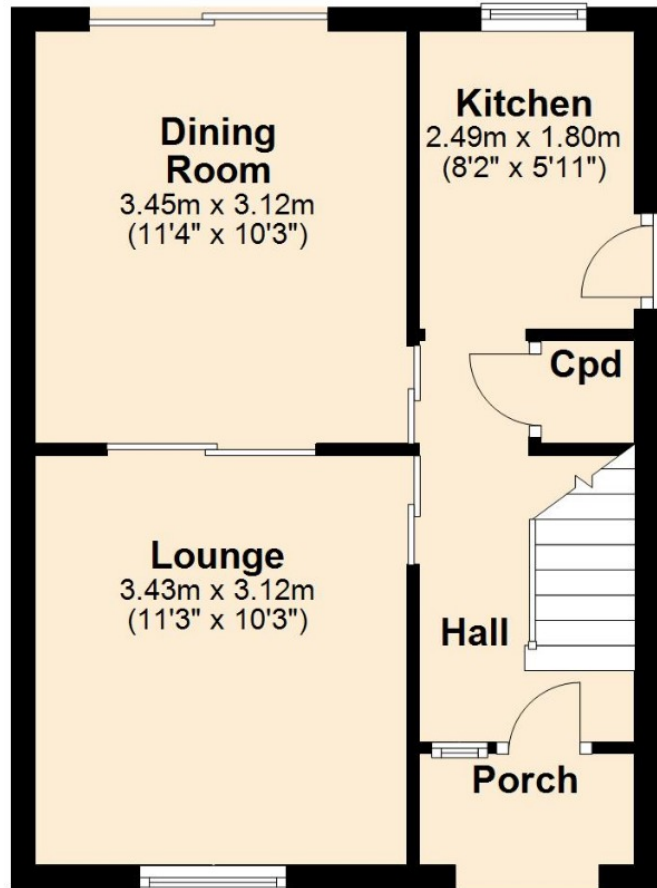 Dining
Room
3.45m x 3.12m
(11'4" x 10'3")
Kitchen
2.49m x 1.80m
(8'2" x 5'11")
Cpd
Lounge
3.43m x 3.12m
(11'3" x 10'3")
Hall
Porch